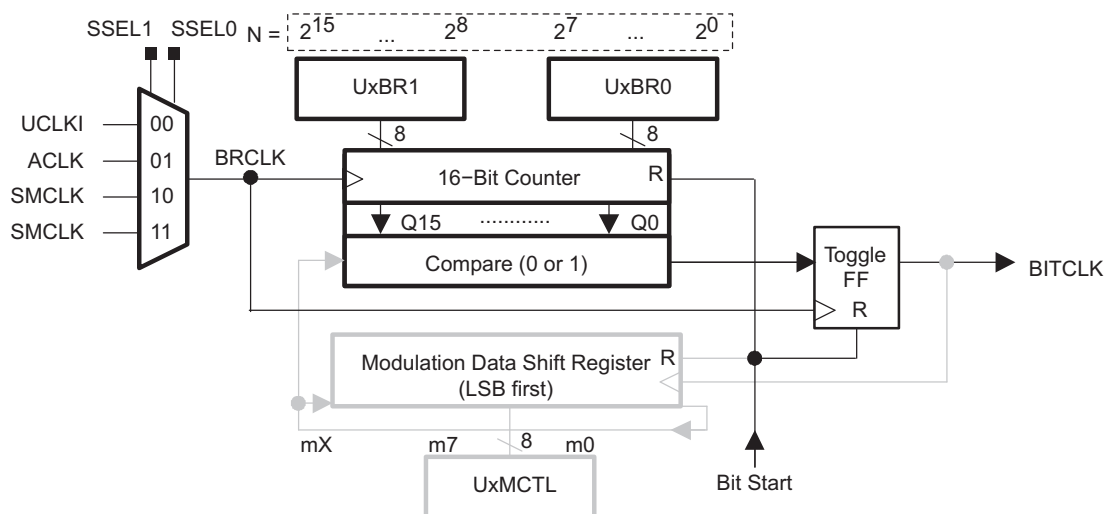 SSEL1 SSEL0 N = 2^15 ... 2^8 2^7 ... 2^0
UxBR1 UxBR0
8 8
UCLKI 00
ACLK 01
SMCLK 10
SMCLK 11
BRCLK
16−Bit Counter R
Q15 ............ Q0
Compare (0 or 1)
Toggle
FF
R
BITCLK
Modulation Data Shift Register R
(LSB first)
mX m7 8 m0
UxMCTL
Bit Start